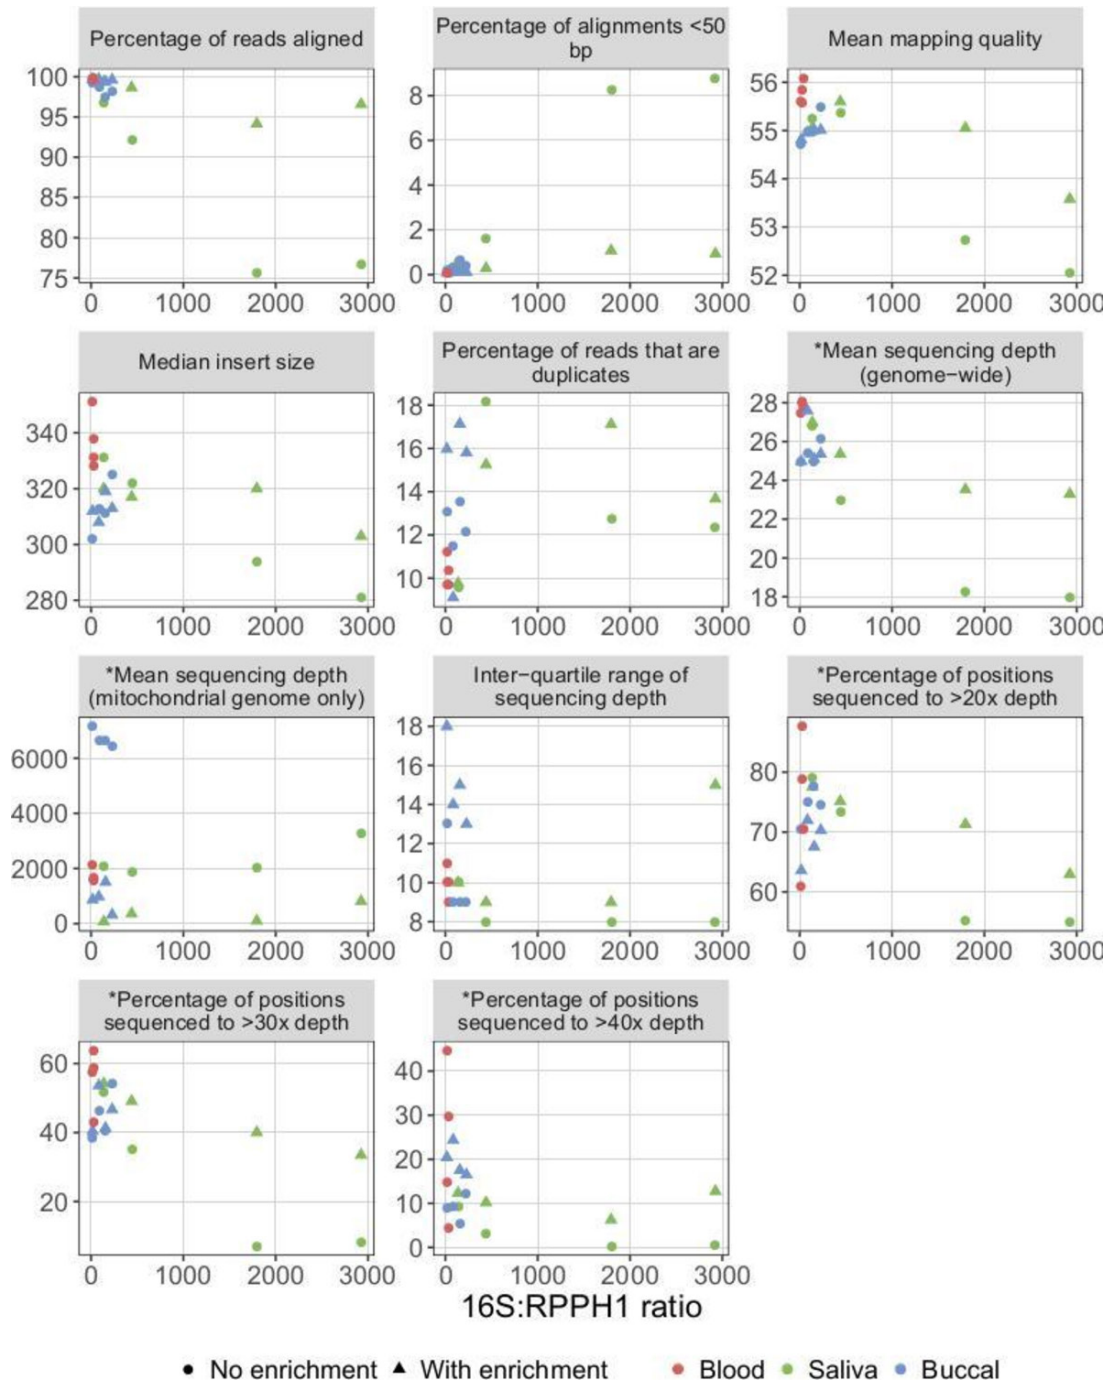 Percentage of reads aligned
Percentage of alignments <50
bp
Mean mapping quality
100
95
90
85
80
75
0 1000 2000 3000
8
6
4
2
0
0 1000 2000 3000
56
55
54
53
52
0 1000 2000 3000
Median insert size
Percentage of reads that are
duplicates
*Mean sequencing depth
(genome−wide)
340
320
300
280
0 1000 2000 3000
18
16
14
12
10
0 1000 2000 3000
28
26
24
22
20
18
0 1000 2000 3000
*Mean sequencing depth
(mitochondrial genome only)
Inter−quartile range of
sequencing depth
*Percentage of positions
sequenced to >20x depth
6000
4000
2000
0
0 1000 2000 3000
18
16
14
12
10
8
0 1000 2000 3000
80
70
60
0 1000 2000 3000
*Percentage of positions
sequenced to >30x depth
*Percentage of positions
sequenced to >40x depth
60
40
20
0 1000 2000 3000
40
30
20
10
0
0 1000 2000 3000
16S:RPPH1 ratio
No enrichment With enrichment Blood Saliva Buccal